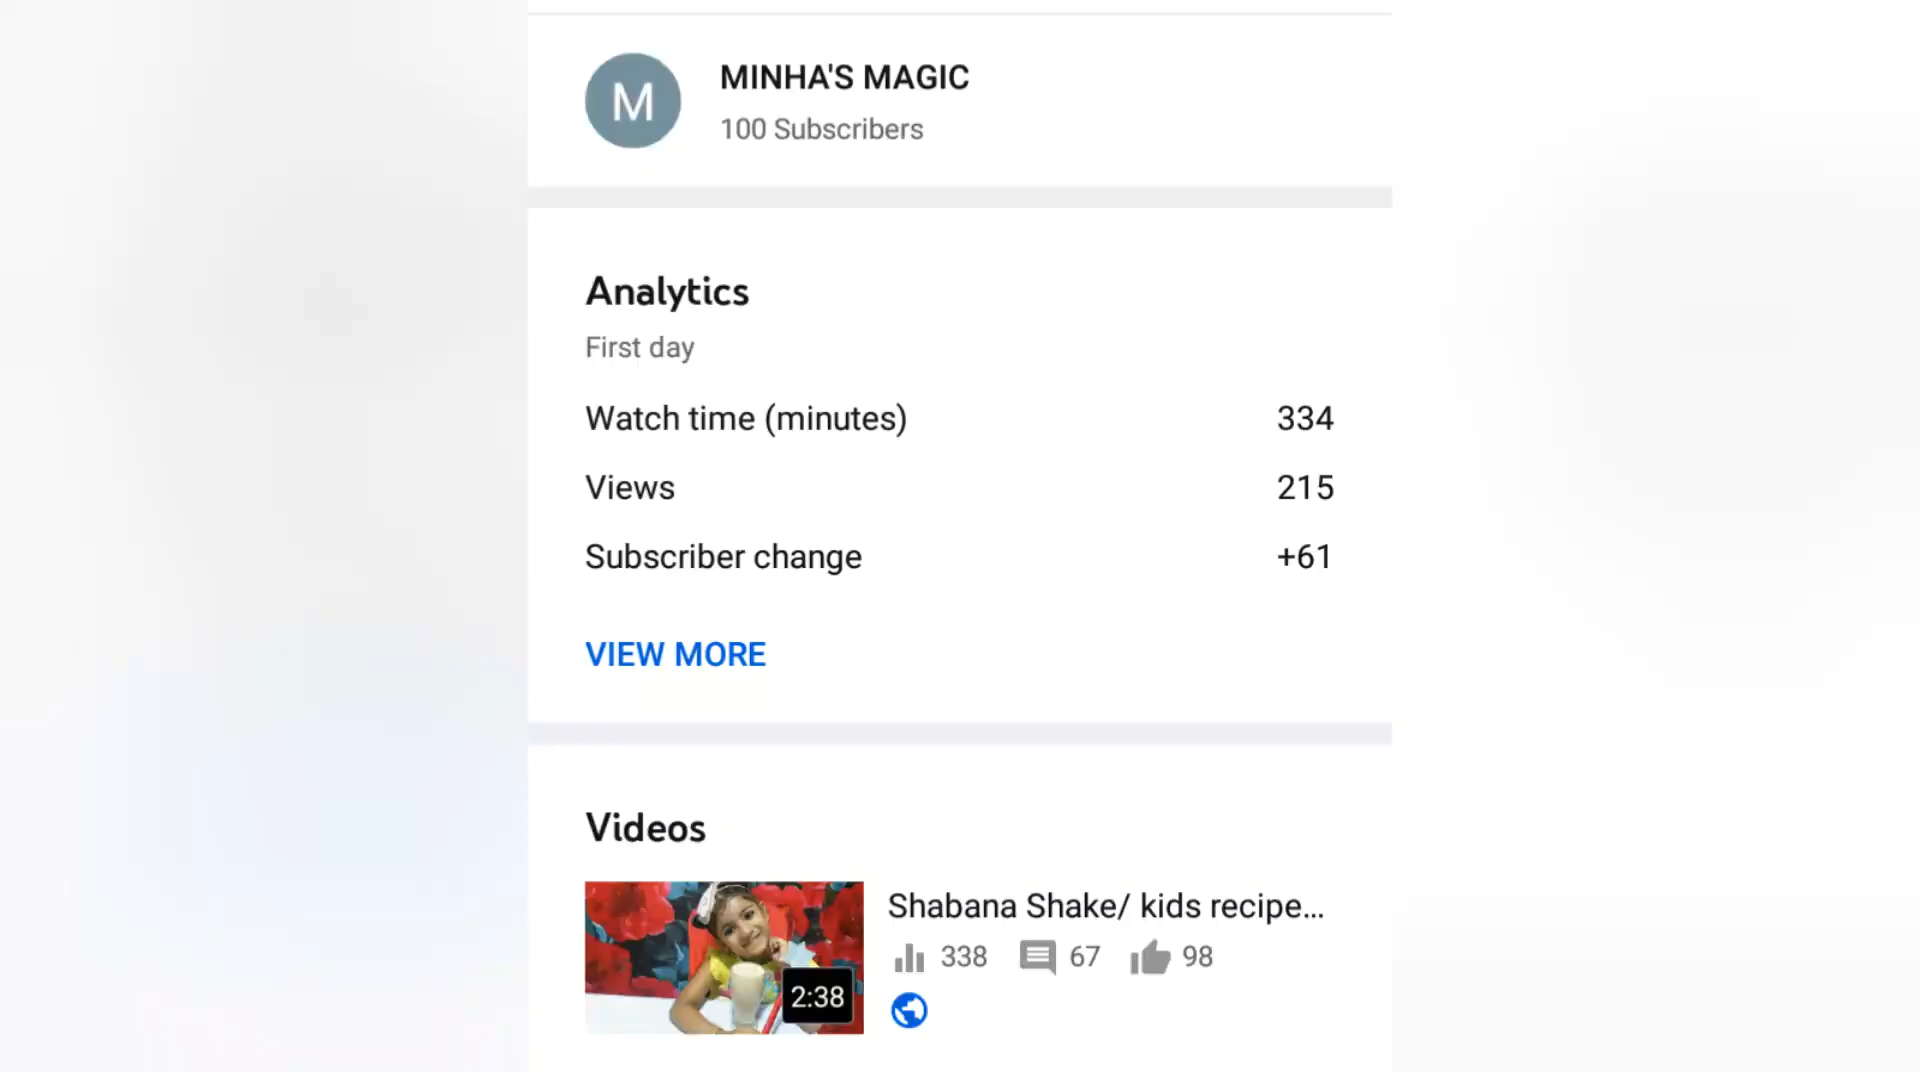 M
MINHA'S MAGIC
100 Subscribers
Analytics
First day
Watch time (minutes) 334
Views 215
Subscriber change +61
VIEW MORE
Videos
Shabana Shake/ kids recipe...
338 67 98
2:38